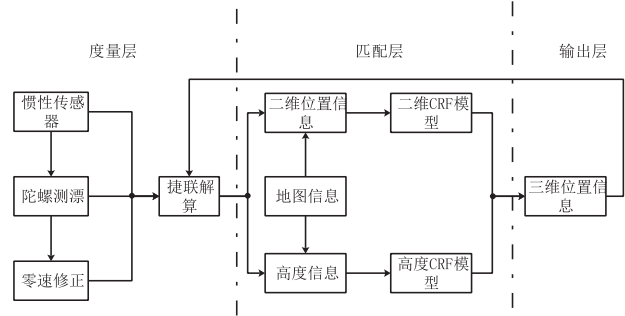 度量层
匹配层
输出层
惯性传感
器
陀螺测漂
零速修正
捷联解
算
二维位置信
息
地图信息
高度信息
二维CRF模
型
高度CRF模
型
三维位置信
息